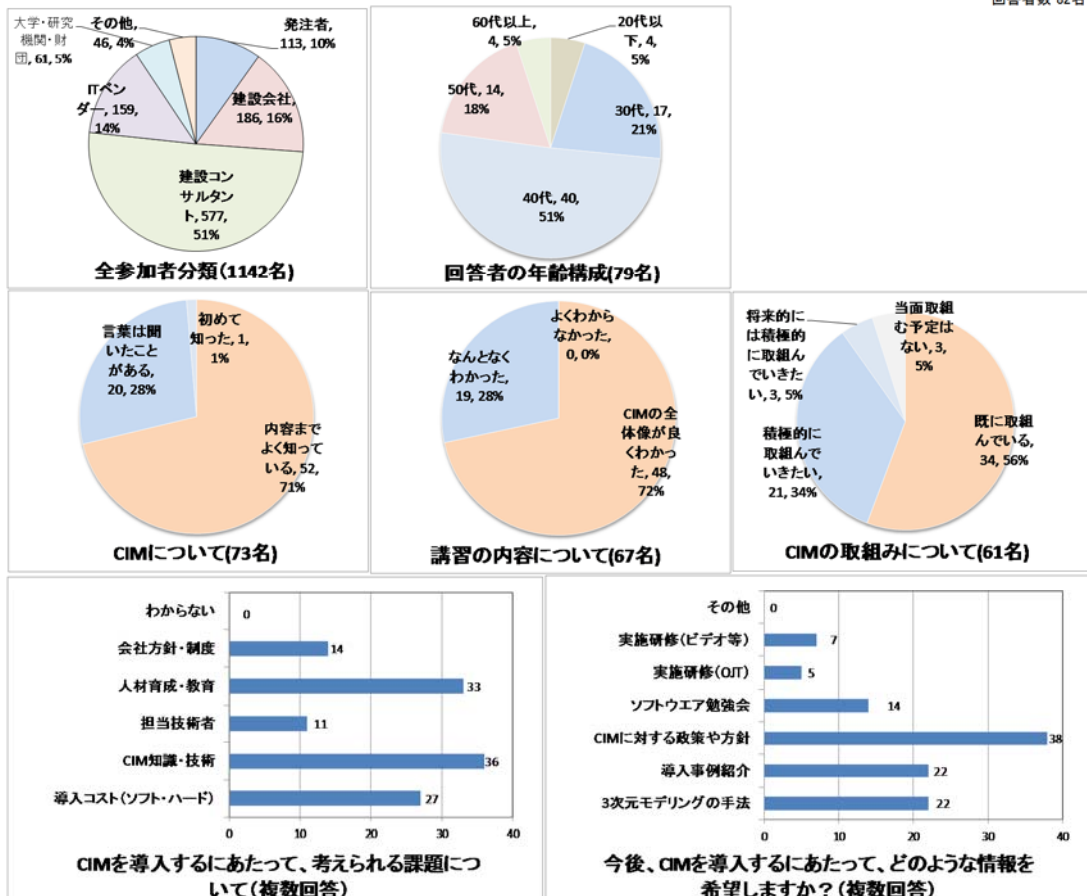 回答者数 82名
大学・研究
機関・財
団, 61, 5%
その他,
46, 4%
発注者,
113, 10%
建設会社,
186, 16%
ITベン
ダー, 159,
14%
建設コン
サルタン
ト, 577,
51%
全参加者分類(1142名)
60代以上,
4, 5%
20代以
下, 4,
5%
50代, 14,
18%
30代, 17,
21%
40代, 40,
51%
回答者の年齢構成(79名)
言葉は聞
いたこと
がある,
20, 28%
初めて
知った, 1,
1%
内容まで
よく知って
いる, 52,
71%
CIMについて(73名)
よくわから
なかった,
0, 0%
なんとなく
わかった,
19, 28%
CIMの全
体像が良
くわかっ
た, 48,
72%
講習の内容について(67名)
将来的に
は積極的
に取組ん
でいきた
い, 3, 5%
当面取組
む予定は
ない, 3,
5%
積極的に
取組んで
いきたい,
21, 34%
既に取組
んでいる,
34, 56%
CIMの取組みについて(61名)
わからない
0
会社方針・制度
14
人材育成・教育
33
担当技術者
11
CIM知識・技術
36
導入コスト(ソフト・ハード)
27
0 10 20 30 40
CIMを導入するにあたって、考えられる課題につ
いて(複数回答)
その他
0
実施研修(ビデオ等)
7
実施研修(OJT)
5
ソフトウエア勉強会
14
CIMに対する政策や方針
38
導入事例紹介
22
3次元モデリングの手法
22
0 10 20 30 40
今後、CIMを導入するにあたって、どのような情報を
希望しますか?(複数回答)